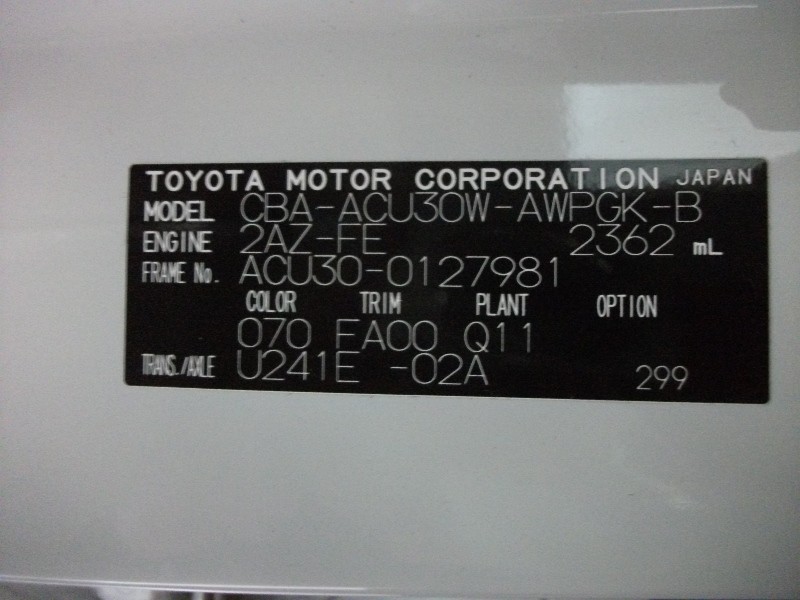 TOYOTA MOTOR CORPORATION JAPAN
MODEL CBA-ACU30W-AWPGK-B
ENGINE 2AZ-FE 2362 mL
FRAME No. ACU30-0127981
COLOR TRIM PLANT OPTION
070 FA00 Q11
TRANS./AXLE U241E -02A 299